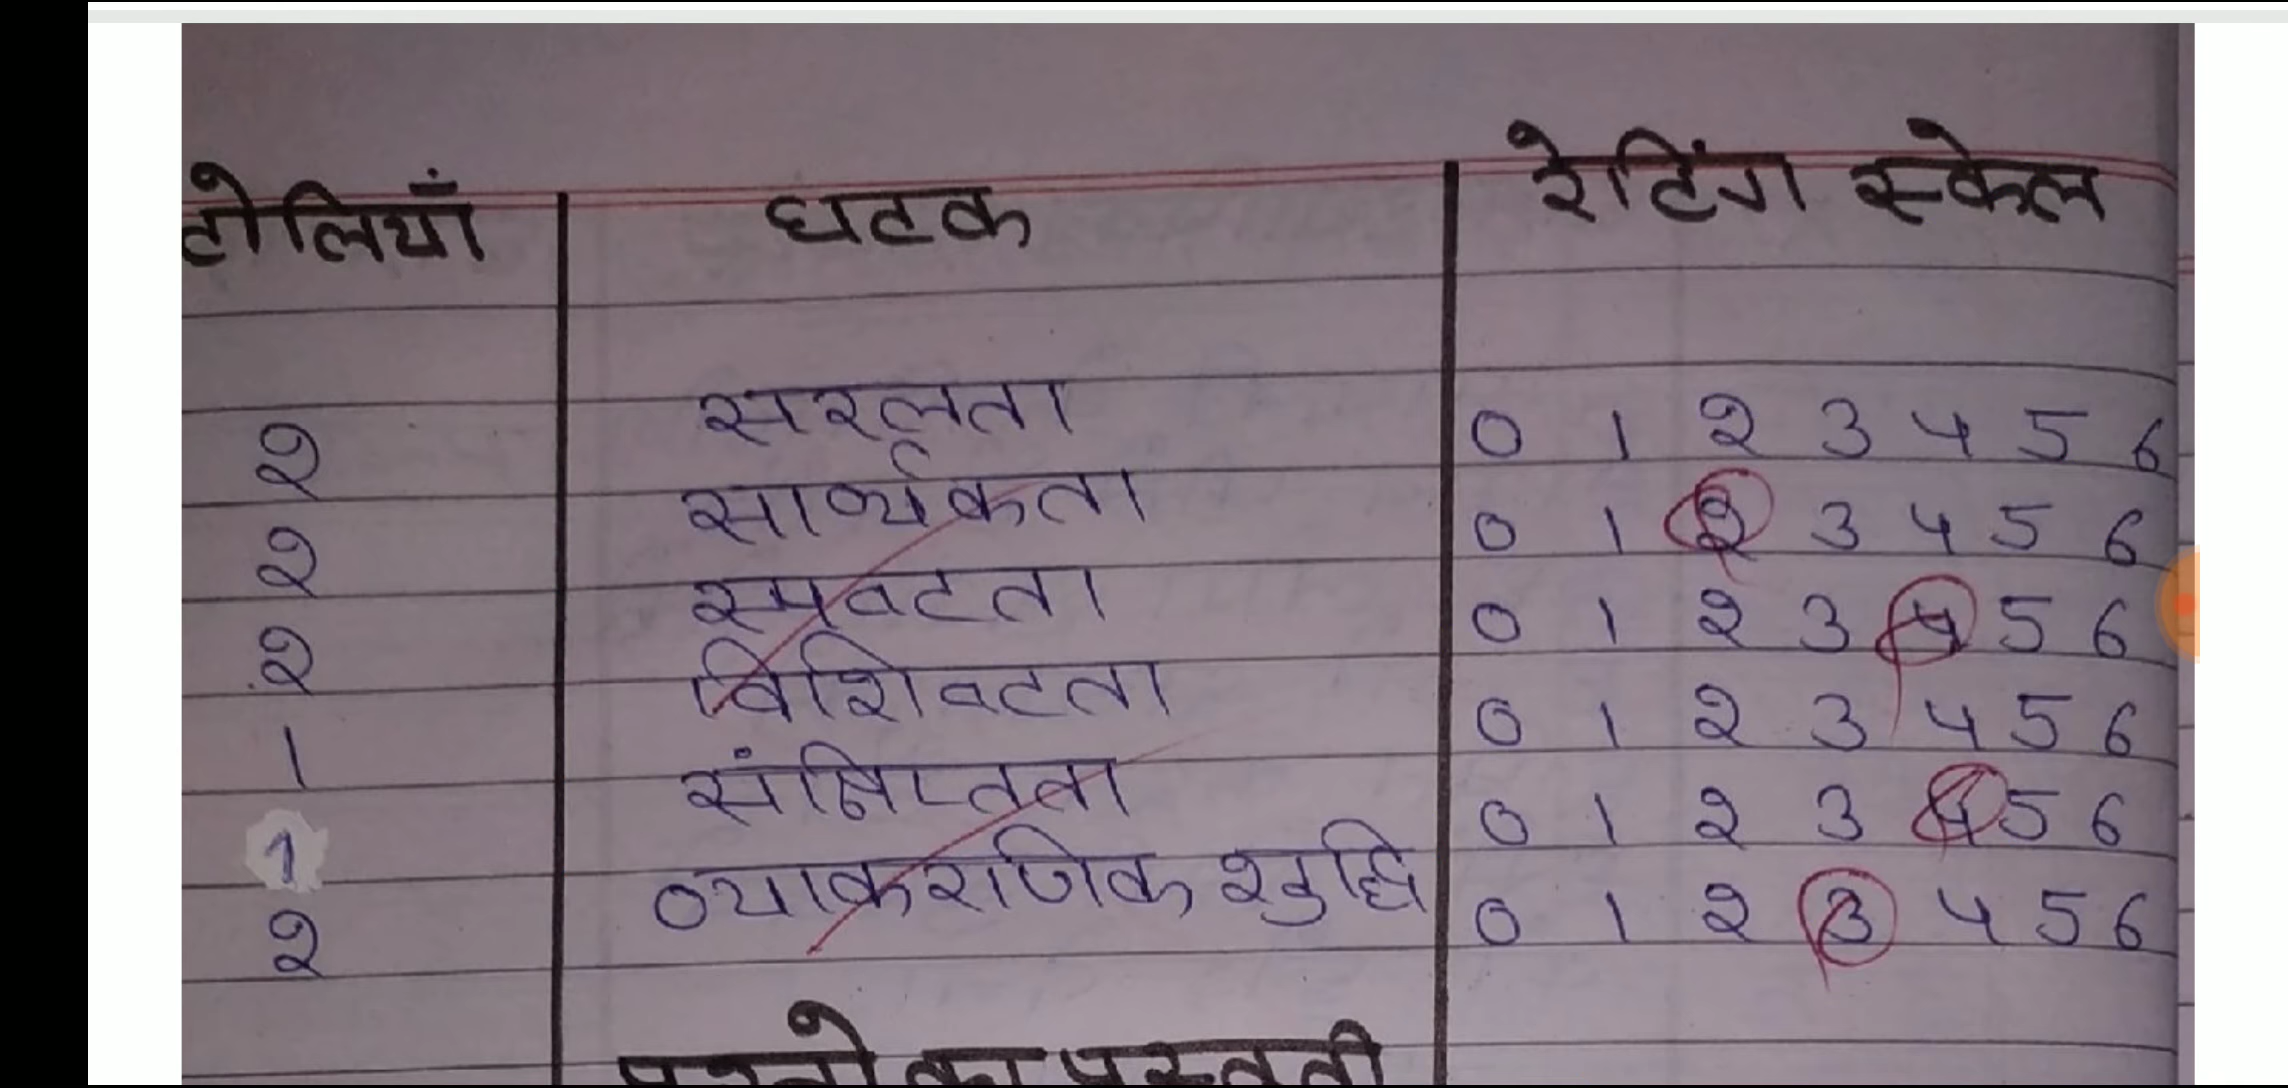 टोलियाँ घटक रेटिंग स्केल
2 सरलता 0 1 2 3 4 5 6
2 सार्थकता 0 1 2 3 4 5 6
2 स्पष्टता 0 1 2 3 4 5 6
1 विशिष्टता 0 1 2 3 4 5 6
1 संक्षिप्तता 0 1 2 3 4 5 6
2 व्याकरणिक शुद्धि 0 1 2 3 4 5 6